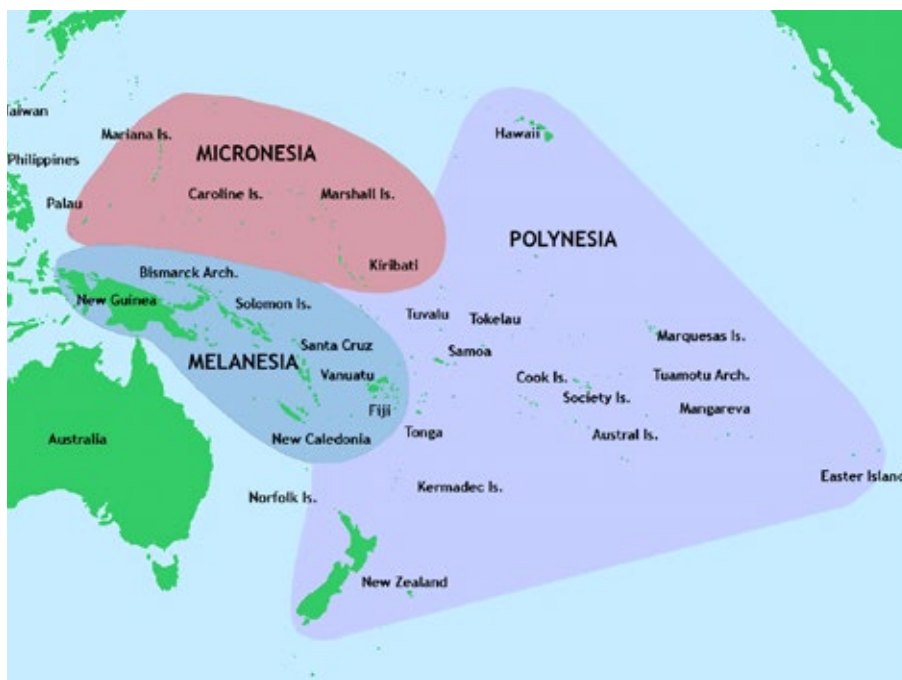 Hawaii
Taiwan
Mariana Is.
MICRONESIA
Philippines
Caroline Is.
Marshall Is.
Palau
POLYNESIA
Kiribati
Bismarck Arch.
New Guinea
Solomon Is.
Tuvalu
Tokelau
Santa Cruz
Marquesas Is.
Samoa
MELANESIA
Vanuatu
Cook Is.
Tuamotu Arch.
Society Is.
Fiji
Mangareva
Tonga
Austral Is.
Australia
New Caledonia
Easter Island
Kermadec Is.
Norfolk Is.
New Zealand